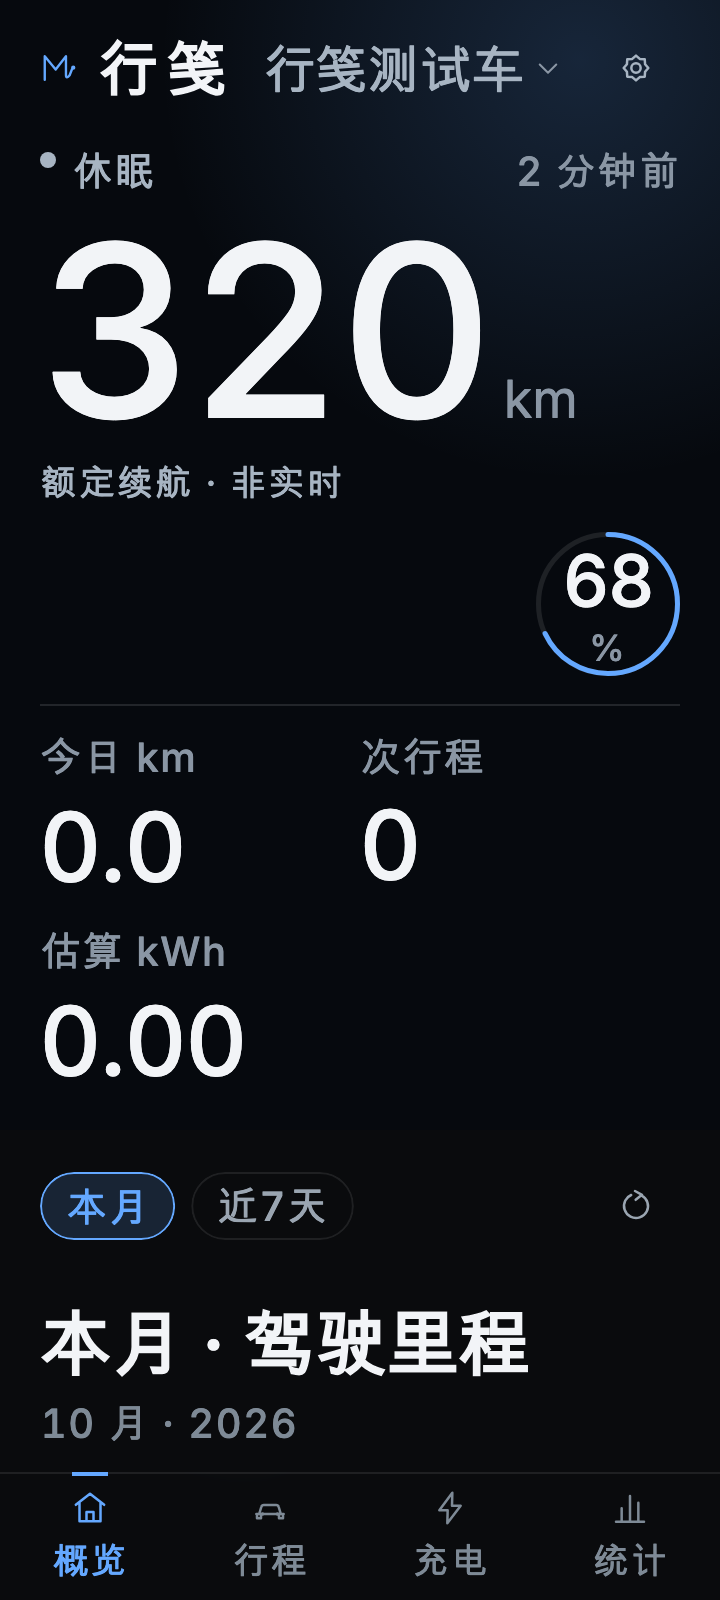 行笺 行笺测试车
休眠 2 分钟前
320 km
额定续航 · 非实时
68
%
今日 km 次行程
0.0 0
估算 kWh
0.00
本月 近7天
本月 · 驾驶里程
10 月 · 2026
概览 行程 充电 统计